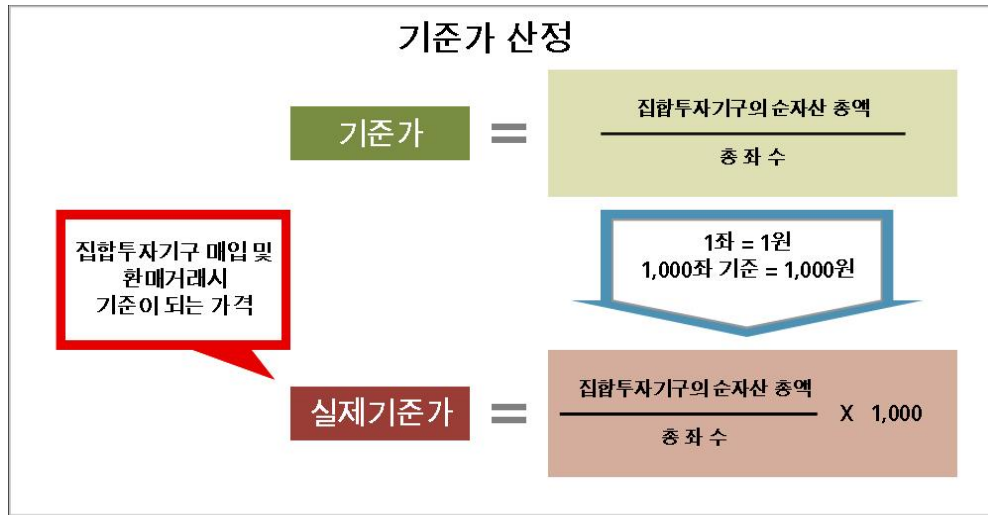 기준가 산정
기준가
=
집합투자기구의 순자산 총액
총 좌 수
집합투자기구 매입 및
환매거래시
기준이 되는 가격
1좌 = 1원
1,000좌 기준 = 1,000원
실제기준가
=
집합투자기구의 순자산 총액
총 좌 수
X 1,000